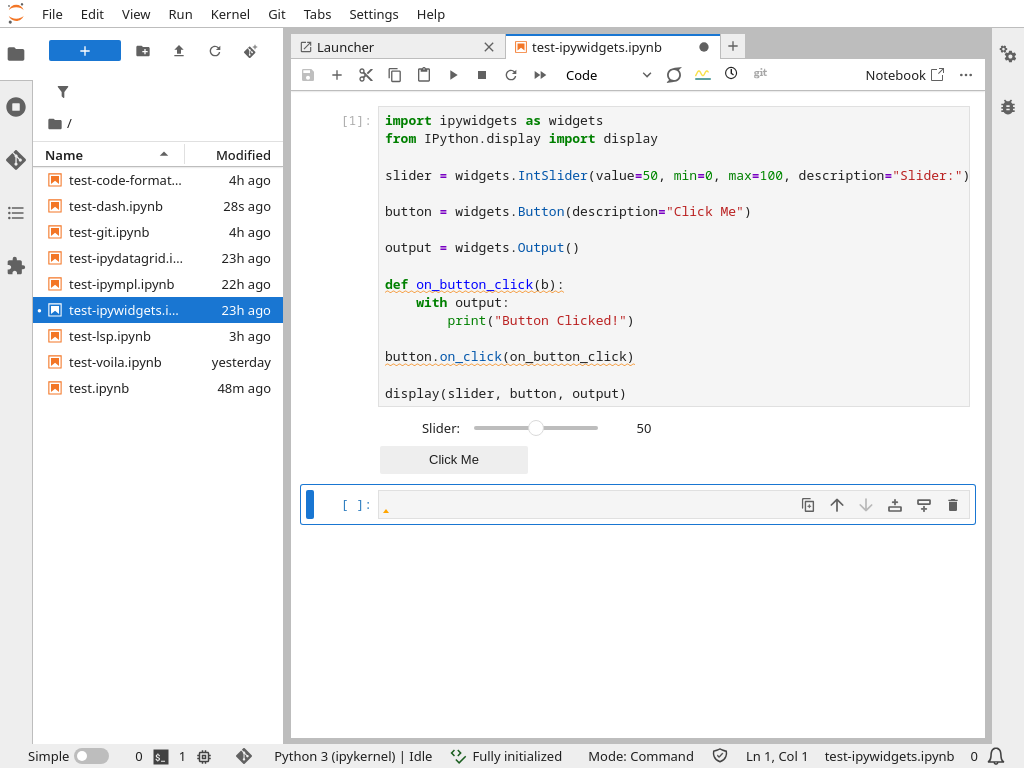 File Edit View Run Kernel Git Tabs Settings Help
Launcher
test-ipywidgets.ipynb
Code
git
Notebook
/
Name Modified
test-code-format... 4h ago
test-dash.ipynb 28s ago
test-git.ipynb 4h ago
test-ipydatagrid.i... 23h ago
test-ipympl.ipynb 22h ago
test-ipywidgets.i... 23h ago
test-lsp.ipynb 3h ago
test-voila.ipynb yesterday
test.ipynb 48m ago
[1]:
import ipywidgets as widgets
from IPython.display import display
slider = widgets.IntSlider(value=50, min=0, max=100, description="Slider:")
button = widgets.Button(description="Click Me")
output = widgets.Output()
def on_button_click(b):
    with output:
        print("Button Clicked!")
button.on_click(on_button_click)
display(slider, button, output)
Slider: 50
Click Me
[ ]:
Simple 0 1 Python 3 (ipykernel) | Idle Fully initialized Mode: Command Ln 1, Col 1 test-ipywidgets.ipynb 0